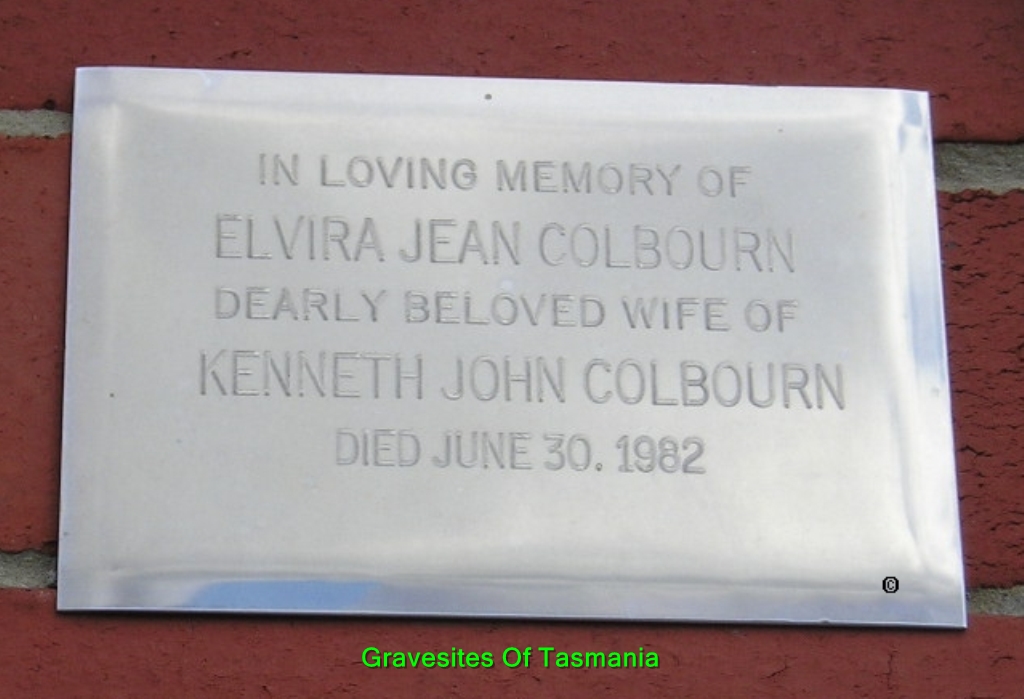 IN LOVING MEMORY OF
ELVIRA JEAN COLBOURN
DEARLY BELOVED WIFE OF
KENNETH JOHN COLBOURN
DIED JUNE 30. 1982
©
Gravesites Of Tasmania